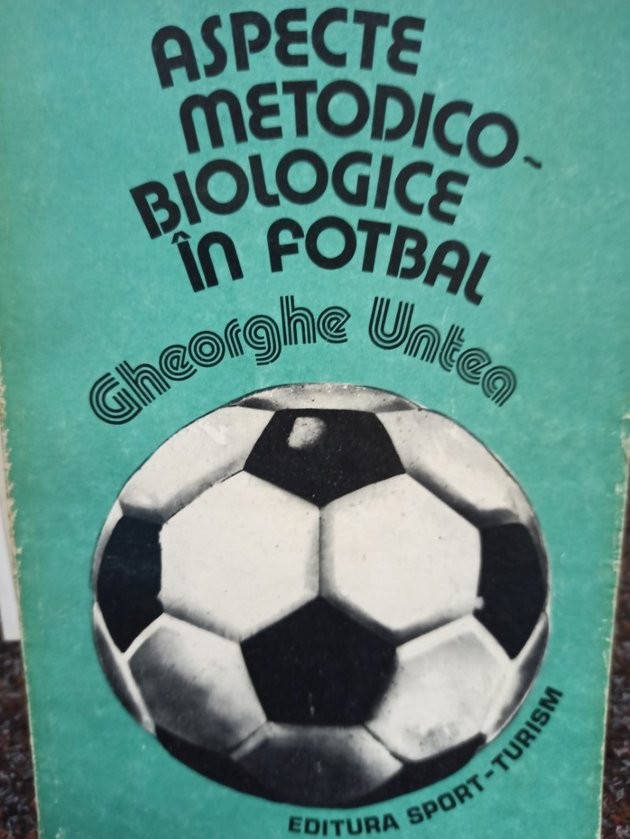 ASPECTE
METODICO-
BIOLOGICE
ÎN FOTBAL
Gheorghe Untea
EDITURA SPORT-TURISM